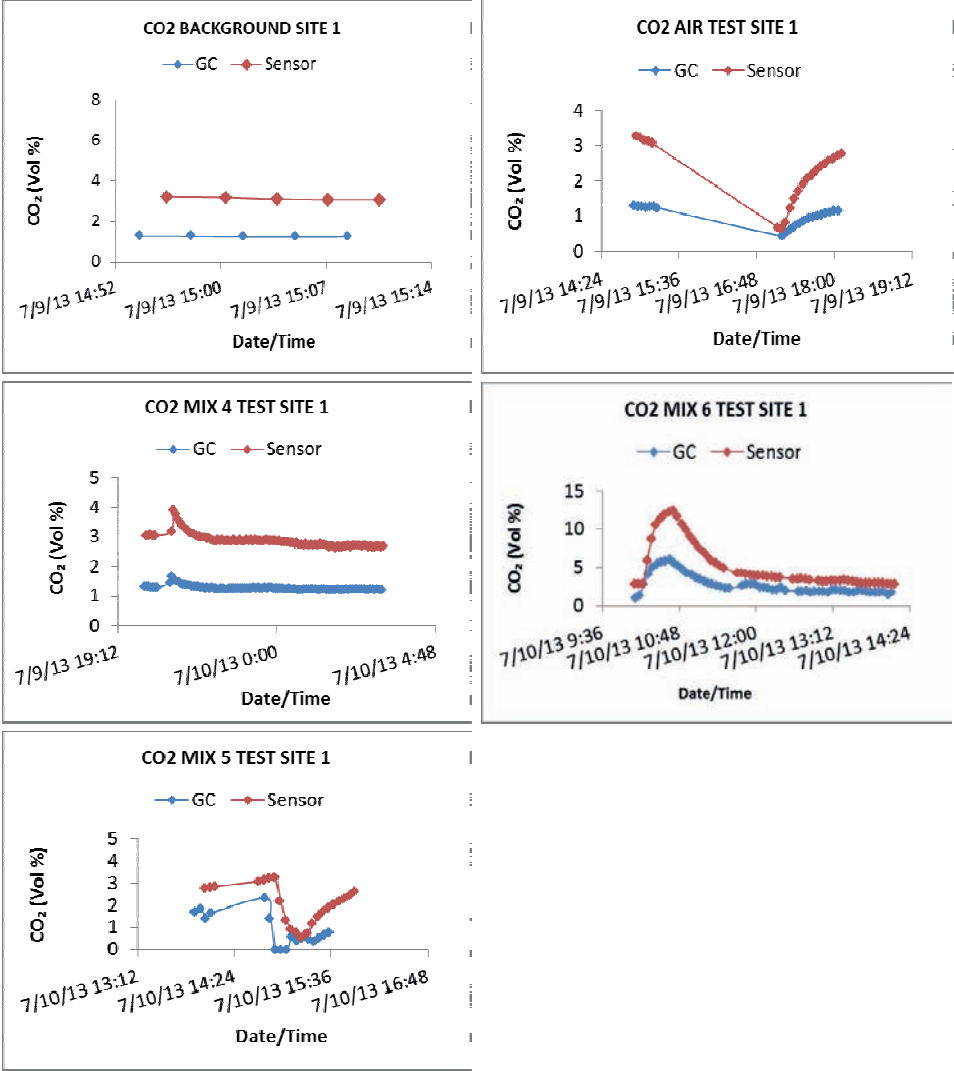 CO2 BACKGROUND SITE 1
GC Sensor
8
6
4
2
0
CO₂ (Vol %)
7/9/13 14:52
7/9/13 15:00
7/9/13 15:07
7/9/13 15:14
Date/Time
CO2 AIR TEST SITE 1
GC Sensor
4
3
2
1
0
CO₂ (Vol %)
7/9/13 14:24
7/9/13 15:36
7/9/13 16:48
7/9/13 18:00
7/9/13 19:12
Date/Time
CO2 MIX 4 TEST SITE 1
GC Sensor
5
4
3
2
1
0
CO₂ (Vol %)
7/9/13 19:12
7/10/13 0:00
7/10/13 4:48
Date/Time
CO2 MIX 6 TEST SITE 1
GC Sensor
15
10
5
0
CO₂ (Vol %)
7/10/13 9:36
7/10/13 10:48
7/10/13 12:00
7/10/13 13:12
7/10/13 14:24
Date/Time
CO2 MIX 5 TEST SITE 1
GC Sensor
5
4
3
2
1
0
CO₂ (Vol %)
7/10/13 13:12
7/10/13 14:24
7/10/13 15:36
7/10/13 16:48
Date/Time